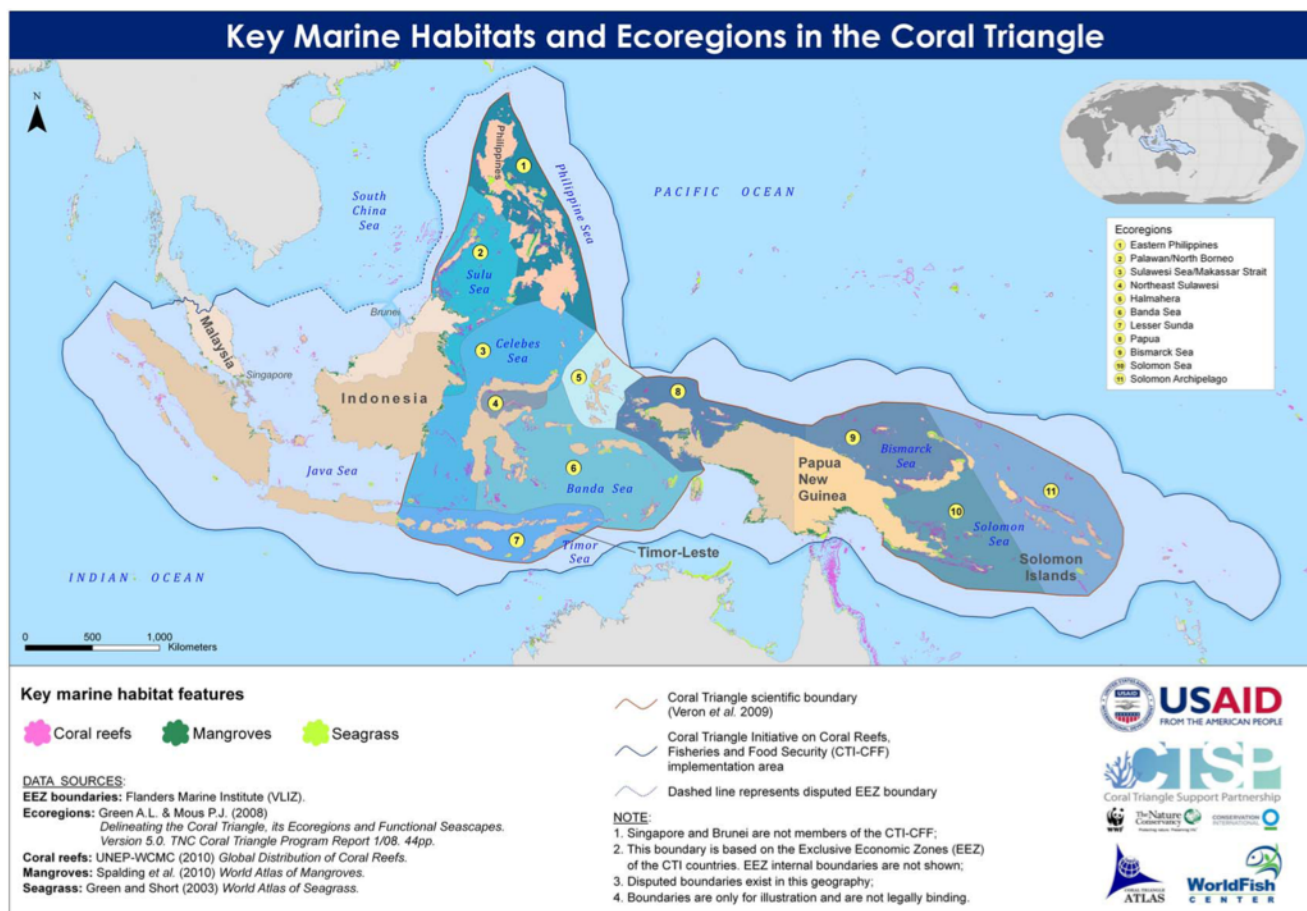 Key Marine Habitats and Ecoregions in the Coral Triangle
N
Philippines
1
Philippine Sea
PACIFIC OCEAN
South
China
Sea
2
Sulu
Sea
Brunei
Malaysia
Singapore
Celebes
Sea
3
5
8
4
Indonesia
Java Sea
6
Banda Sea
9
Bismarck
Sea
Papua
New
Guinea
11
10
Solomon
Sea
Solomon
Islands
7
Timor
Sea
Timor-Leste
INDIAN OCEAN
0 500 1,000
Kilometers
Ecoregions
1 Eastern Philippines
2 Palawan/North Borneo
3 Sulawesi Sea/Makassar Strait
4 Northeast Sulawesi
5 Halmahera
6 Banda Sea
7 Lesser Sunda
8 Papua
9 Bismarck Sea
10 Solomon Sea
11 Solomon Archipelago
Key marine habitat features
Coral reefs
Mangroves
Seagrass
DATA SOURCES:
EEZ boundaries: Flanders Marine Institute (VLIZ).
Ecoregions: Green A.L. & Mous P.J. (2008)
Delineating the Coral Triangle, its Ecoregions and Functional Seascapes.
Version 5.0. TNC Coral Triangle Program Report 1/08. 44pp.
Coral reefs: UNEP-WCMC (2010) Global Distribution of Coral Reefs.
Mangroves: Spalding et al. (2010) World Atlas of Mangroves.
Seagrass: Green and Short (2003) World Atlas of Seagrass.
Coral Triangle scientific boundary
(Veron et al. 2009)
Coral Triangle Initiative on Coral Reefs,
Fisheries and Food Security (CTI-CFF)
implementation area
Dashed line represents disputed EEZ boundary
NOTE:
1. Singapore and Brunei are not members of the CTI-CFF;
2. This boundary is based on the Exclusive Economic Zones (EEZ)
of the CTI countries. EEZ internal boundaries are not shown;
3. Disputed boundaries exist in this geography;
4. Boundaries are only for illustration and are not legally binding.
USAID
FROM THE AMERICAN PEOPLE
CTSP
Coral Triangle Support Partnership
WWF
The Nature
Conservancy
CONSERVATION
INTERNATIONAL
CORAL TRIANGLE
ATLAS
WorldFish
CENTER